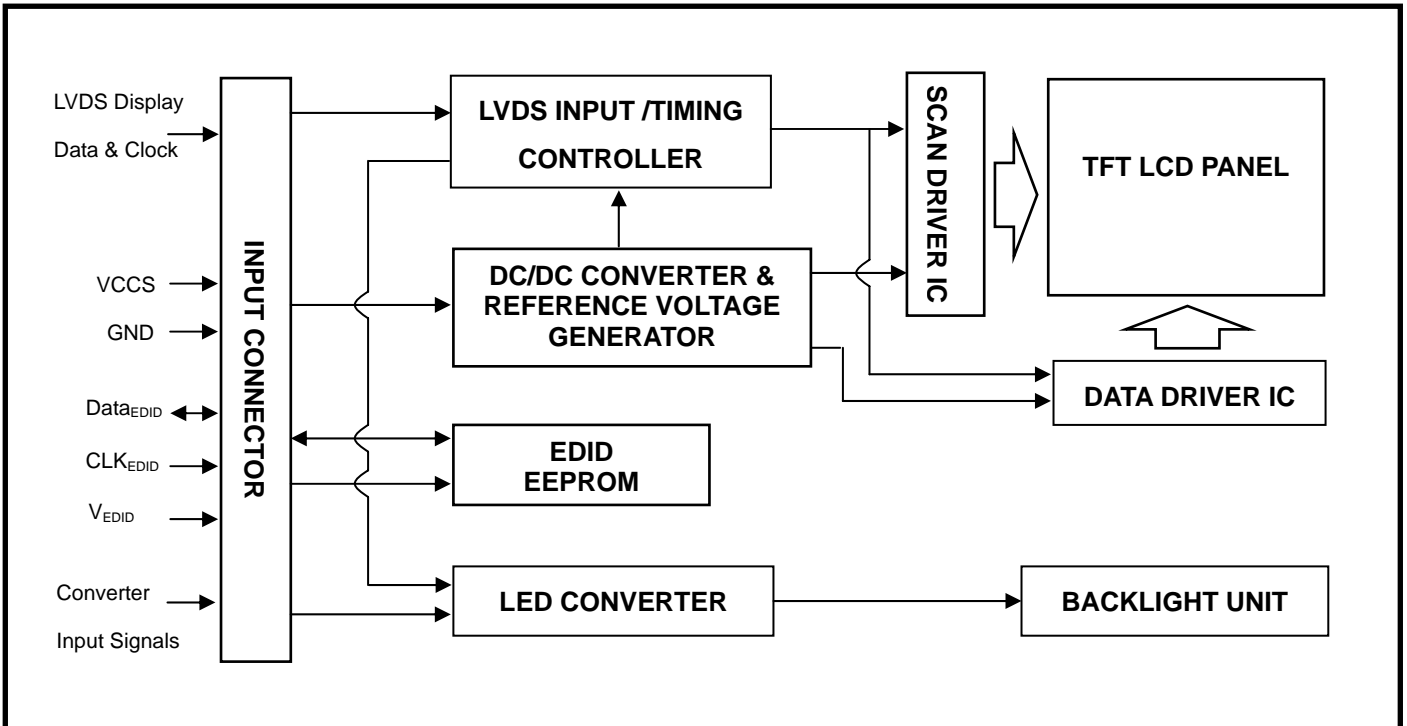 LVDS Display
Data & Clock
VCCS
GND
DataEDID
CLKEDID
VEDID
Converter
Input Signals
INPUT CONNECTOR
LVDS INPUT /TIMING
CONTROLLER
DC/DC CONVERTER &
REFERENCE VOLTAGE
GENERATOR
EDID
EEPROM
LED CONVERTER
SCAN DRIVER IC
TFT LCD PANEL
DATA DRIVER IC
BACKLIGHT UNIT